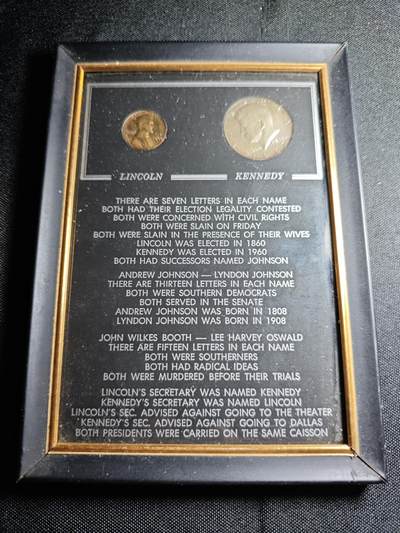 LINCOLN
KENNEDY
THERE ARE SEVEN LETTERS IN EACH NAME
BOTH HAD THEIR ELECTION LEGALITY CONTESTED
BOTH WERE CONCERNED WITH CIVIL RIGHTS
BOTH WERE SLAIN ON FRIDAY
BOTH WERE SLAIN IN THE PRESENCE OF THEIR WIVES
LINCOLN WAS ELECTED IN 1860
KENNEDY WAS ELECTED IN 1960
BOTH HAD SUCCESSORS NAMED JOHNSON
ANDREW JOHNSON — LYNDON JOHNSON
THERE ARE THIRTEEN LETTERS IN EACH NAME
BOTH WERE SOUTHERN DEMOCRATS
BOTH SERVED IN THE SENATE
ANDREW JOHNSON WAS BORN IN 1808
LYNDON JOHNSON WAS BORN IN 1908
JOHN WILKES BOOTH — LEE HARVEY OSWALD
THERE ARE FIFTEEN LETTERS IN EACH NAME
BOTH WERE SOUTHERNERS
BOTH HAD RADICAL IDEAS
BOTH WERE MURDERED BEFORE THEIR TRIALS
LINCOLN'S SECRETARY WAS NAMED KENNEDY
KENNEDY'S SECRETARY WAS NAMED LINCOLN
LINCOLN'S SEC. ADVISED AGAINST GOING TO THE THEATER
KENNEDY'S SEC. ADVISED AGAINST GOING TO DALLAS
BOTH PRESIDENTS WERE CARRIED ON THE SAME CAISSON